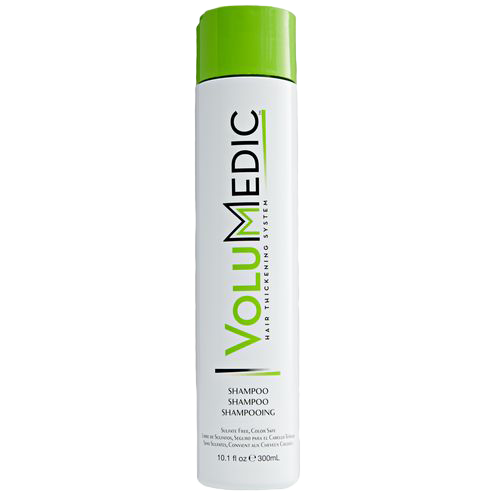 VOLUMEDIC™
HAIR THICKENING SYSTEM
SHAMPOO
SHAMPOO
SHAMPOOING
SULFATE FREE, COLOR SAFE
LIBRE DE SULFATOS, SEGURO PARA EL CABELLO TEÑIDO
SANS SULFATES, CONVIENT AUX CHEVEUX COLORÉS
10.1 fl oz ℮ 300mL